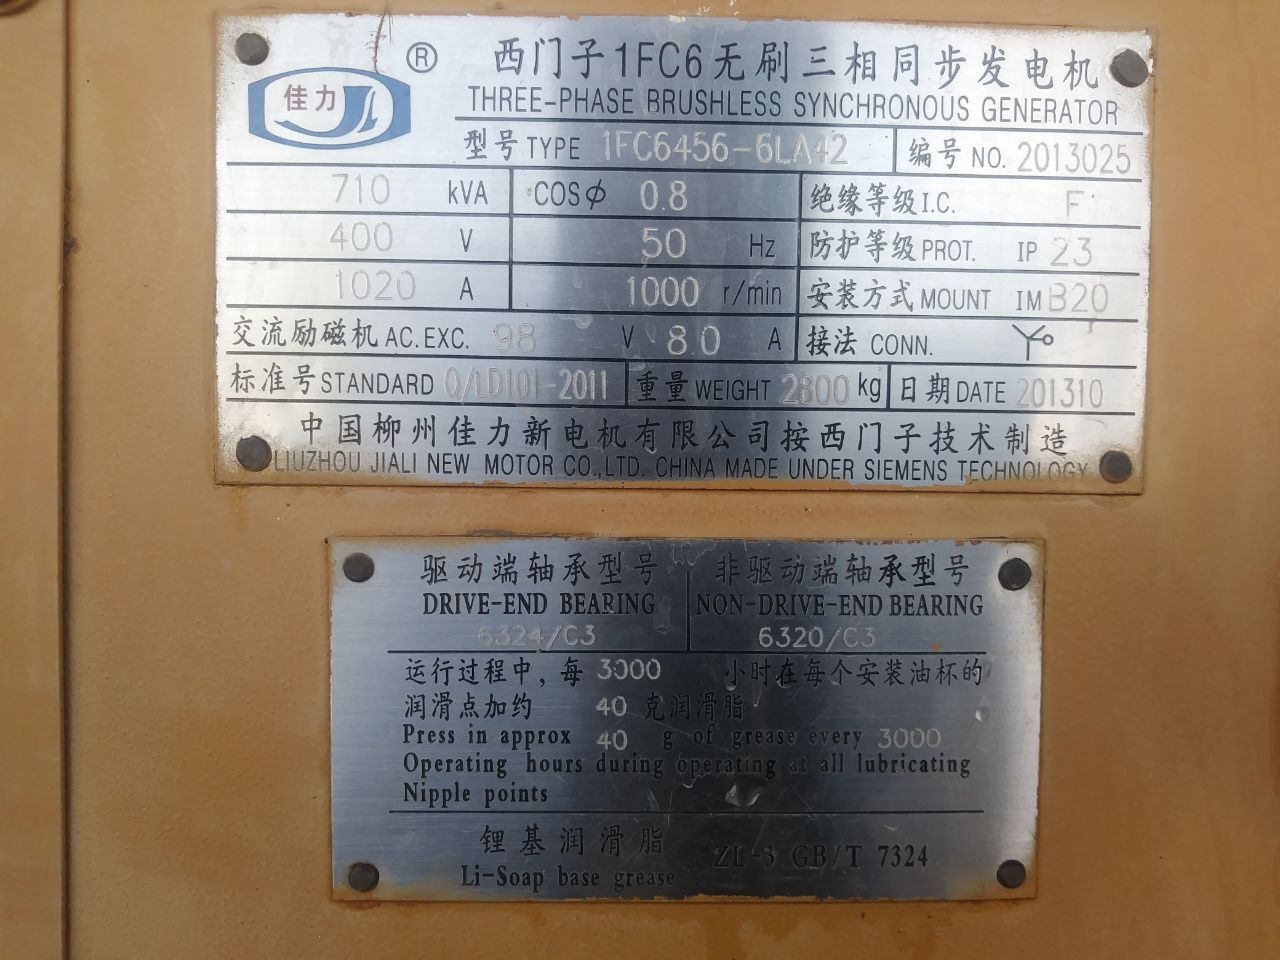 佳力 ® 西门子1FC6无刷三相同步发电机
THREE-PHASE BRUSHLESS SYNCHRONOUS GENERATOR
型号 TYPE 1FC6456-6LA42 编号 NO. 2013025
710 kVA COSΦ 0.8 绝缘等级 I.C. F
400 V 50 Hz 防护等级 PROT. IP 23
1020 A 1000 r/min 安装方式 MOUNT IM B20
交流励磁机 AC.EXC. 98 V 8.0 A 接法 CONN.
标准号 STANDARD Q/LD101-2011 重量 WEIGHT 2800 kg 日期 DATE 201310
中国柳州佳力新电机有限公司按西门子技术制造
LIUZHOU JIALI NEW MOTOR CO.,LTD. CHINA MADE UNDER SIEMENS TECHNOLOGY
驱动端轴承型号 非驱动端轴承型号
DRIVE-END BEARING NON-DRIVE-END BEARING
6324/C3 6320/C3
运行过程中，每 3000 小时在每个安装油杯的
润滑点加约 40 克润滑脂
Press in approx 40 g of grease every 3000
Operating hours during operating at all lubricating
Nipple points
锂基润滑脂 ZL-3 GB/T 7324
Li-Soap base grease